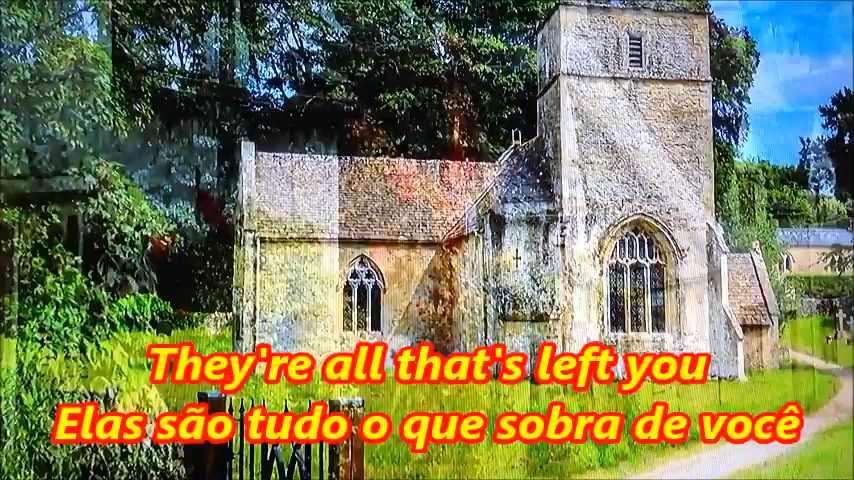 They're all that's left you
Elas são tudo o que sobra de você